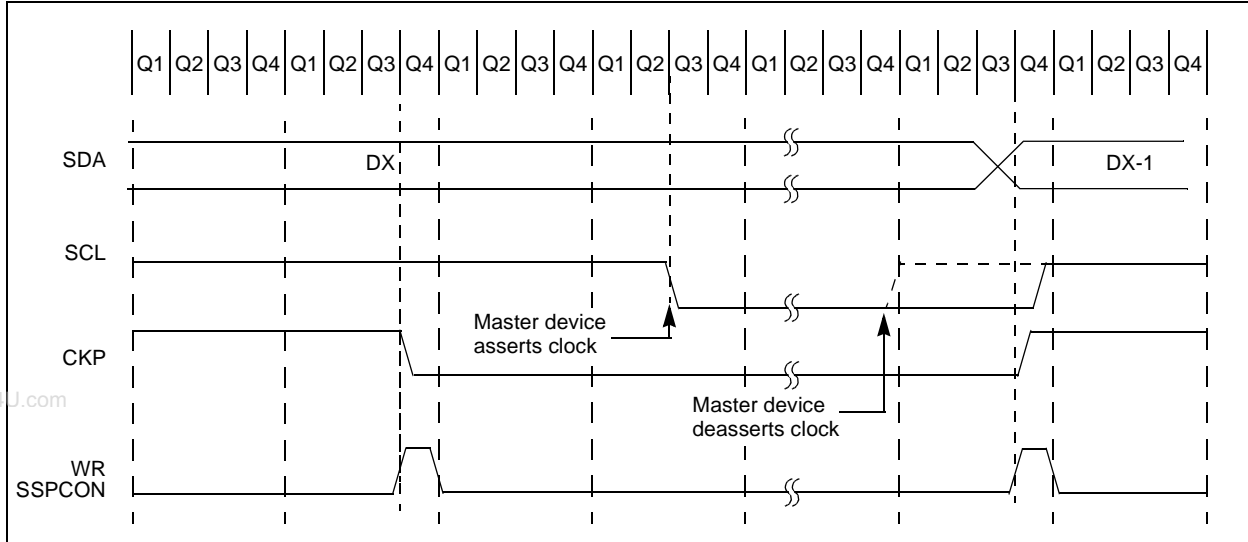 Q1 Q2 Q3 Q4 Q1 Q2 Q3 Q4 Q1 Q2 Q3 Q4 Q1 Q2 Q3 Q4 Q1 Q2 Q3 Q4 Q1 Q2 Q3 Q4 Q1 Q2 Q3 Q4
SDA
DX
DX-1
SCL
Master device
asserts clock
CKP
4U.com
Master device
deasserts clock
WR
SSPCON